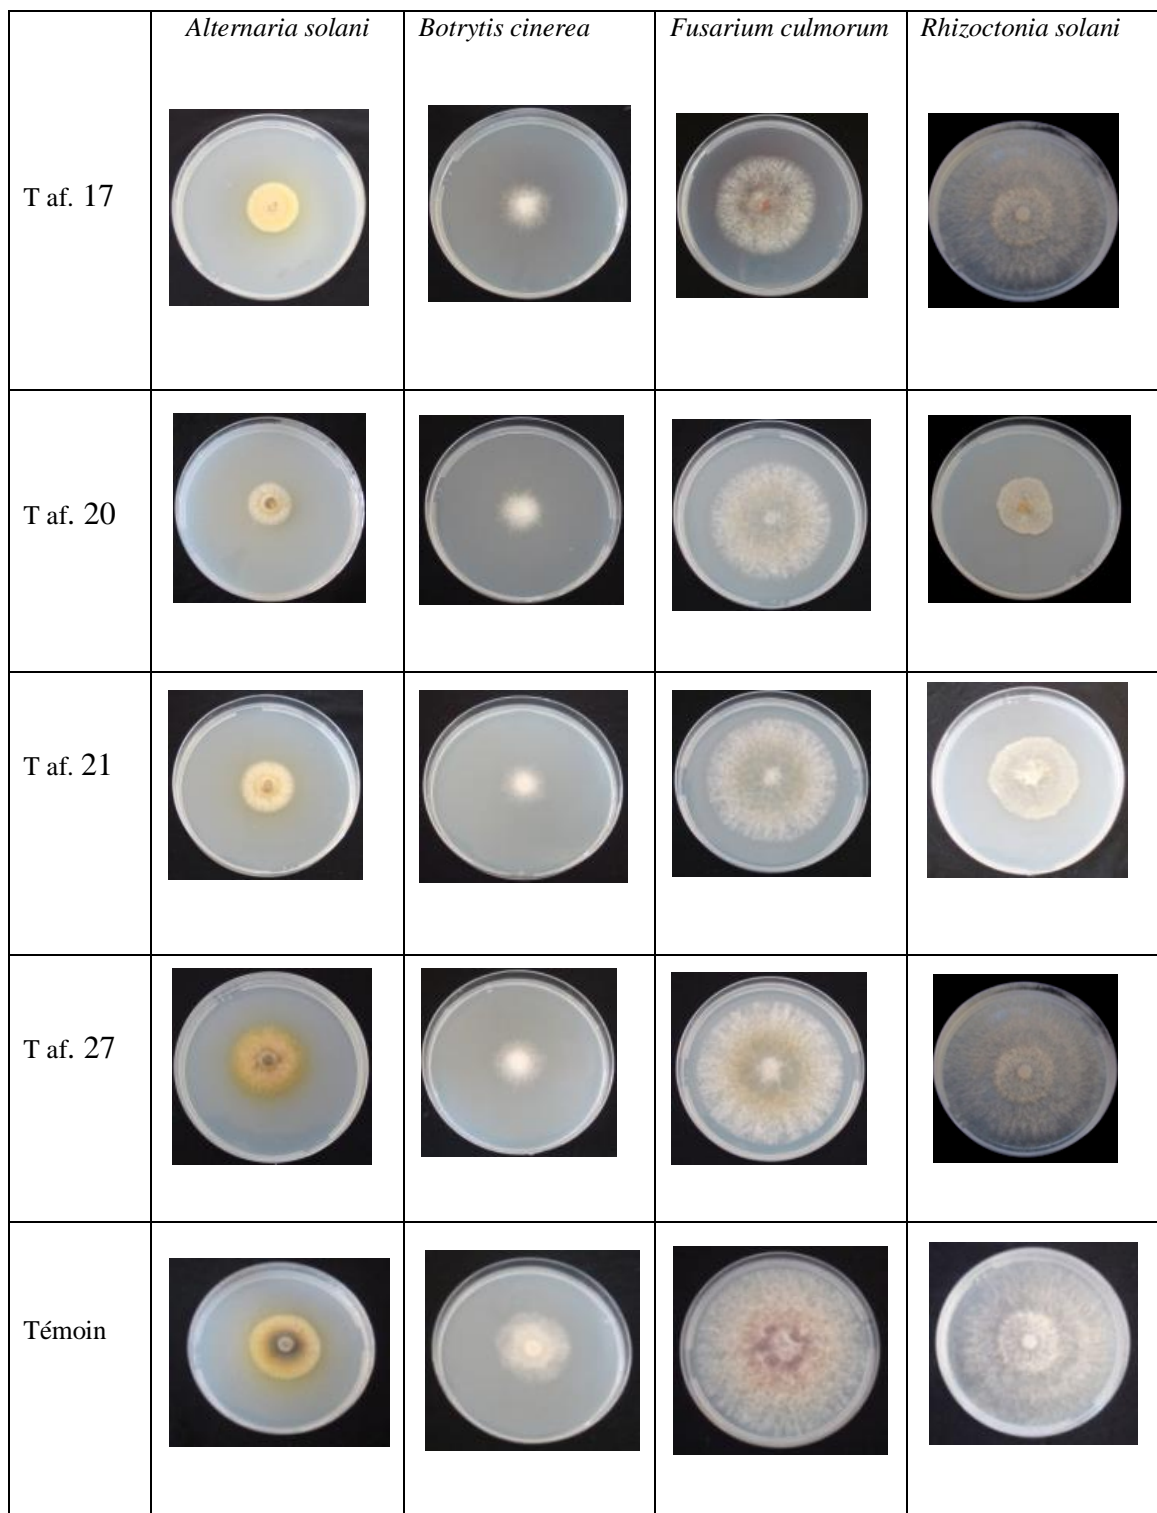 Alternaria solani Botrytis cinerea Fusarium culmorum Rhizoctonia solani
T af. 17
T af. 20
T af. 21
T af. 27
Témoin